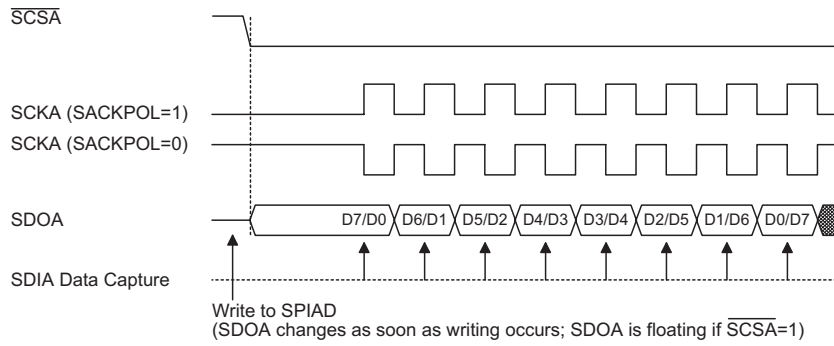 SCSA
SCKA (SACKPOL=1)
SCKA (SACKPOL=0)
SDOA D7/D0 D6/D1 D5/D2 D4/D3 D3/D4 D2/D5 D1/D6 D0/D7
SDIA Data Capture
Write to SPIAD
(SDOA changes as soon as writing occurs; SDOA is floating if SCSA=1)